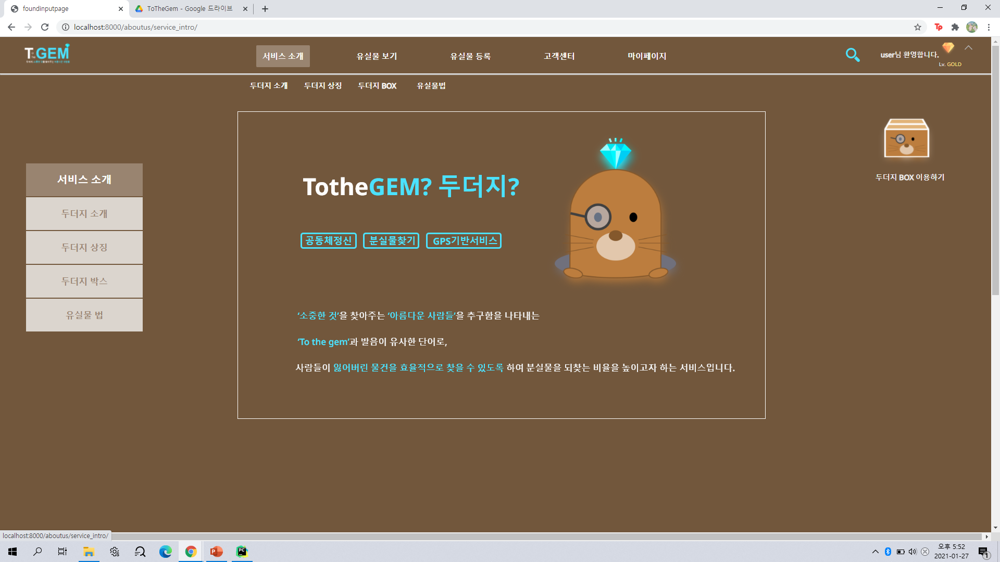 foundinputpage
ToTheGem - Google 드라이브
localhost:8000/aboutus/service_intro/
Tp
T GEM
서비스 소개
유실물 보기
유실물 등록
고객센터
마이페이지
user님 환영합니다.
Lv. GOLD
두더지 소개
두더지 상징
두더지 BOX
유실물법
서비스 소개
두더지 소개
두더지 상징
두더지 박스
유실물 법
TotheGEM? 두더지?
공동체정신
분실물찾기
GPS기반서비스
‘소중한 것’을 찾아주는 ‘아름다운 사람들’을 추구함을 나타내는
‘To the gem’과 발음이 유사한 단어로,
사람들이 잃어버린 물건을 효율적으로 찾을 수 있도록 하여 분실물을 되찾는 비율을 높이고자 하는 서비스입니다.
두더지 BOX 이용하기
localhost:8000/aboutus/service_intro/
P
PC
오후 5:52
2021-01-27
1